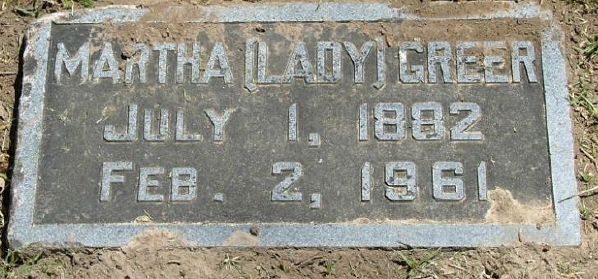 MARTHA (LADY) GREER
JULY 1, 1882
FEB. 2, 1961